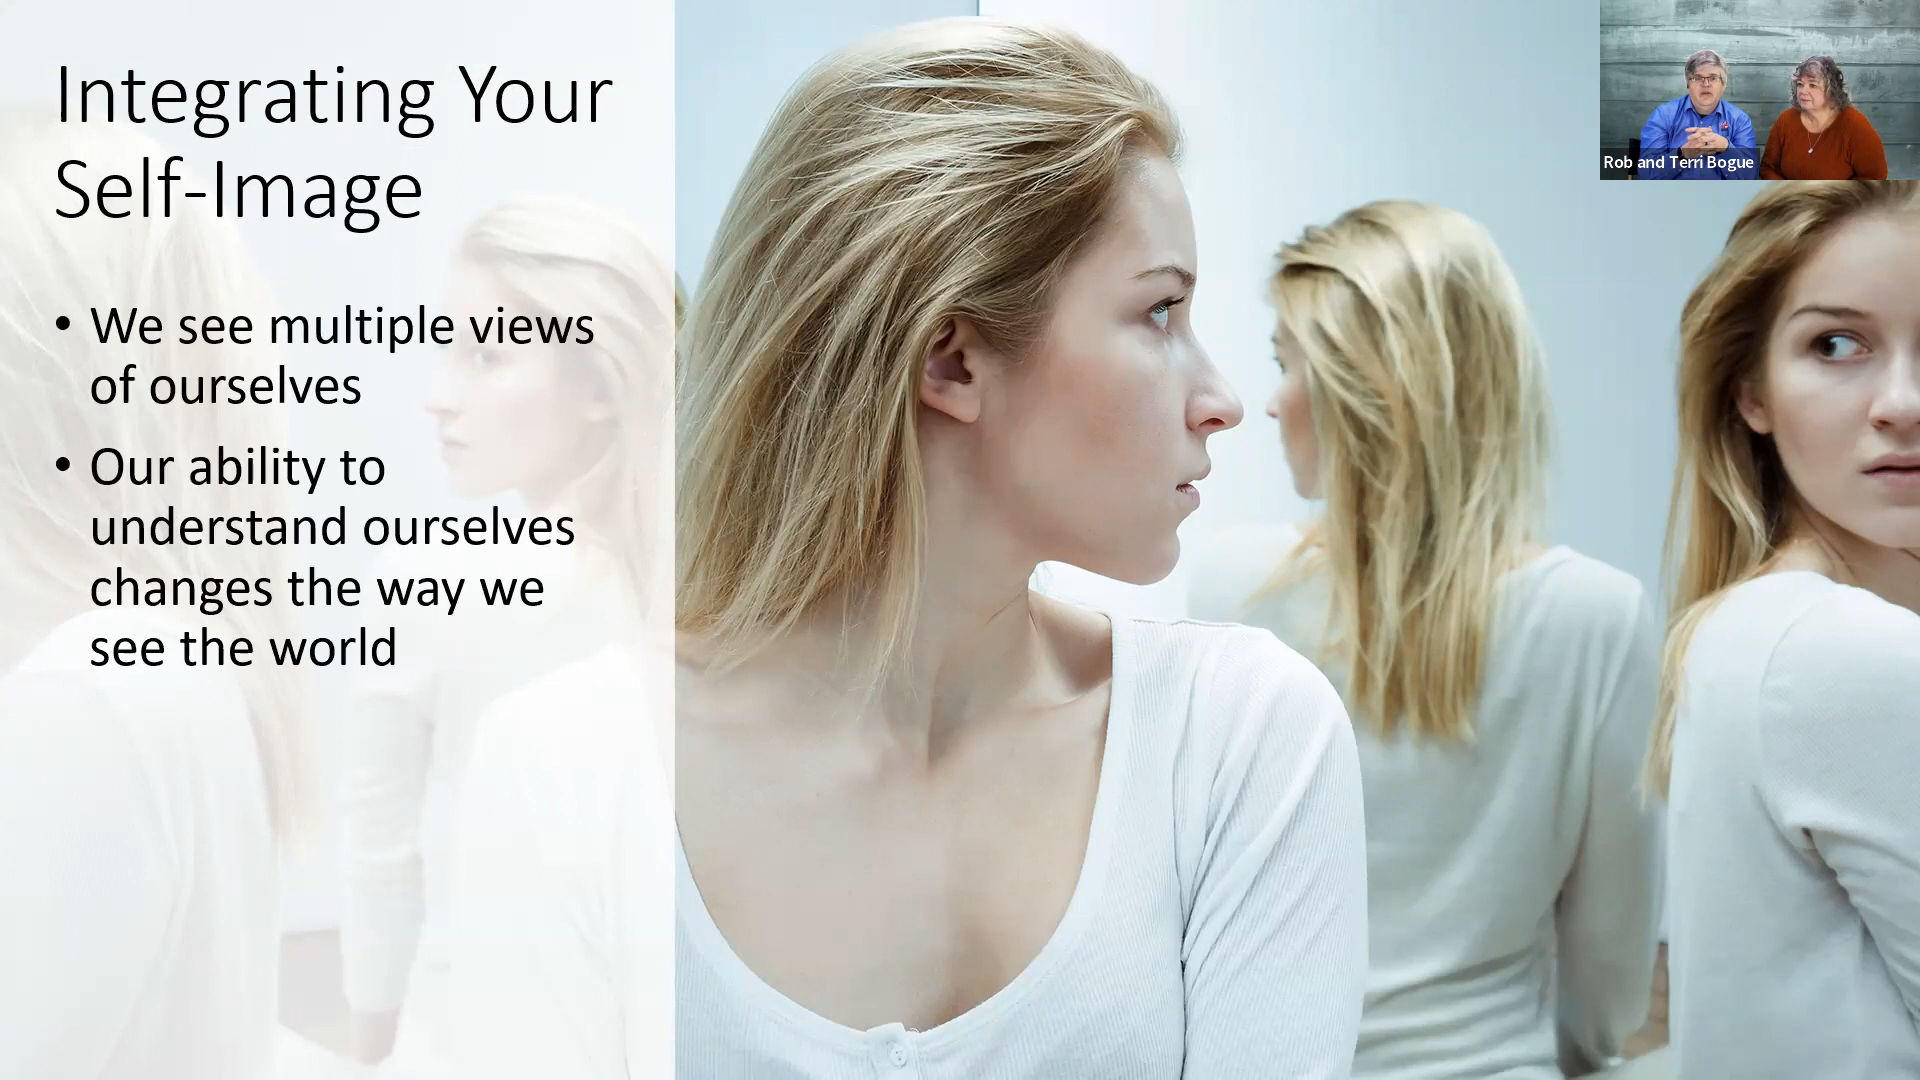 Integrating Your
Self-Image
• We see multiple views
of ourselves
• Our ability to
understand ourselves
changes the way we
see the world
Rob and Terri Bogue